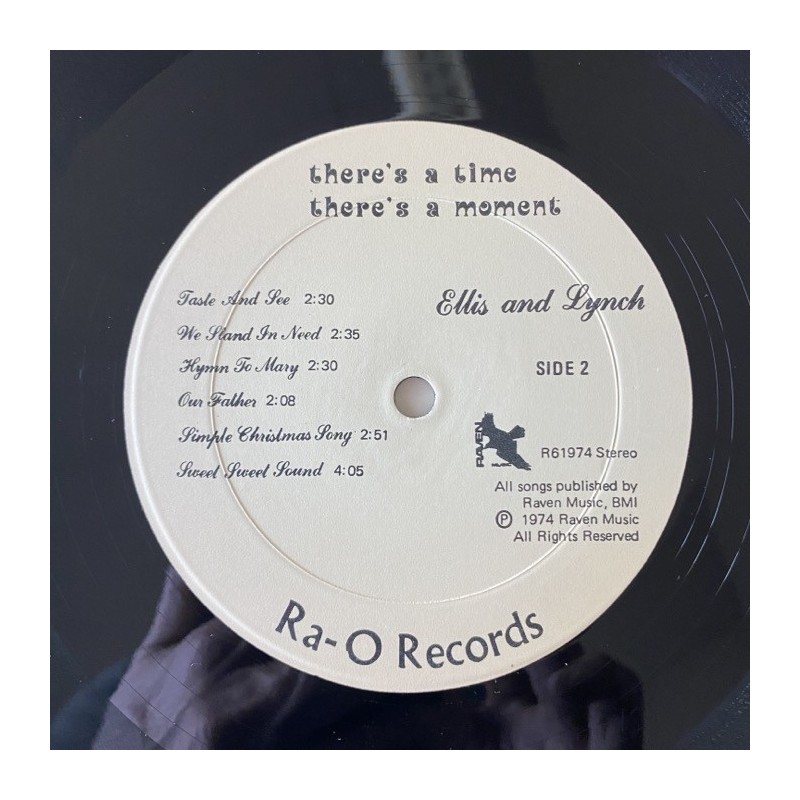 there's a time
there's a moment
Ellis and Lynch
Taste And See 2:30
We Stand In Need 2:35
Hymn To Mary 2:30
Our Father 2:08
Simple Christmas Song 2:51
Sweet Sweet Sound 4:05
SIDE 2
RAVEN
MUSIC
R61974 Stereo
All songs published by
Raven Music, BMI
℗ 1974 Raven Music
All Rights Reserved
Ra-O Records